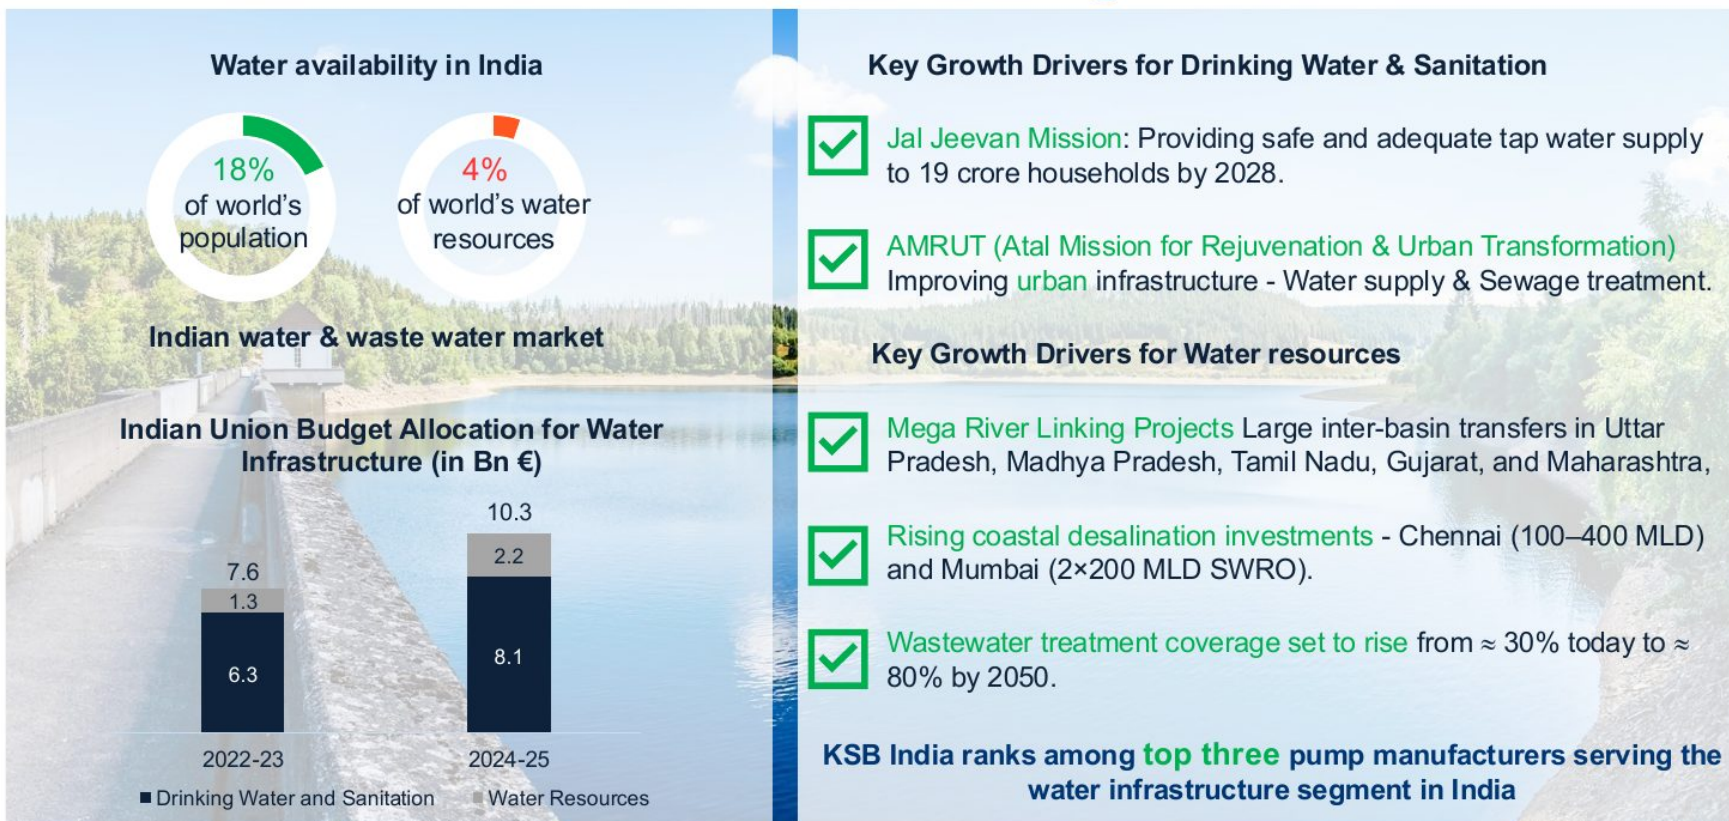 Water availability in India
18%
of world's
population
4%
of world's water
resources
Indian water & waste water market
Indian Union Budget Allocation for Water
Infrastructure (in Bn €)
7.6
1.3
6.3
10.3
2.2
8.1
2022-23
2024-25
Drinking Water and Sanitation
Water Resources
Key Growth Drivers for Drinking Water & Sanitation
Jal Jeevan Mission: Providing safe and adequate tap water supply
to 19 crore households by 2028.
AMRUT (Atal Mission for Rejuvenation & Urban Transformation)
Improving urban infrastructure - Water supply & Sewage treatment.
Key Growth Drivers for Water resources
Mega River Linking Projects Large inter-basin transfers in Uttar
Pradesh, Madhya Pradesh, Tamil Nadu, Gujarat, and Maharashtra,
Rising coastal desalination investments - Chennai (100–400 MLD)
and Mumbai (2×200 MLD SWRO).
Wastewater treatment coverage set to rise from ≈ 30% today to ≈
80% by 2050.
KSB India ranks among top three pump manufacturers serving the
water infrastructure segment in India